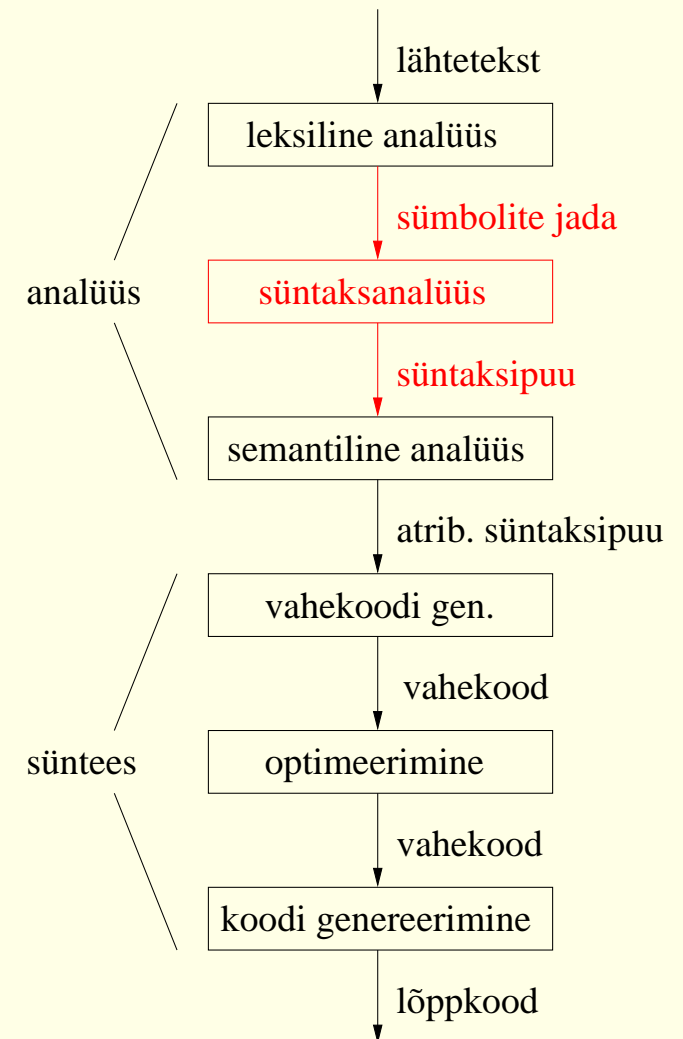 lähtetekst
leksiline analüüs
sümbolite jada
analüüs
süntaksanalüüs
süntaksipuu
semantiline analüüs
atrib. süntaksipuu
vahekoodi gen.
vahekood
süntees
optimeerimine
vahekood
koodi genereerimine
lõppkood